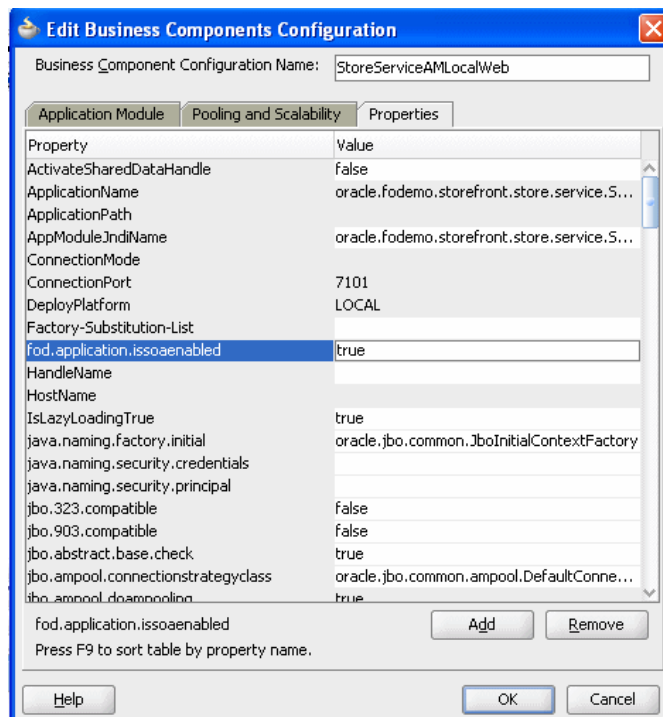 Edit Business Components Configuration
Business Component Configuration Name: StoreServiceAMLocalWeb
Application Module Pooling and Scalability Properties
Property Value
ActivateSharedDataHandle false
ApplicationName oracle.fodemo.storefront.store.service.S...
ApplicationPath
AppModuleJndiName oracle.fodemo.storefront.store.service.S...
ConnectionMode
ConnectionPort 7101
DeployPlatform LOCAL
Factory-Substitution-List
fod.application.issoaenabled true
HandleName
HostName
IsLazyLoadingTrue true
java.naming.factory.initial oracle.jbo.common.JboInitialContextFactory
java.naming.security.credentials
java.naming.security.principal
jbo.323.compatible false
jbo.903.compatible false
jbo.abstract.base.check true
jbo.ampool.connectionstrategyclass oracle.jbo.common.ampool.DefaultConne...
jbo.ampool.doampooling true
fod.application.issoaenabled Add Remove
Press F9 to sort table by property name.
Help OK Cancel